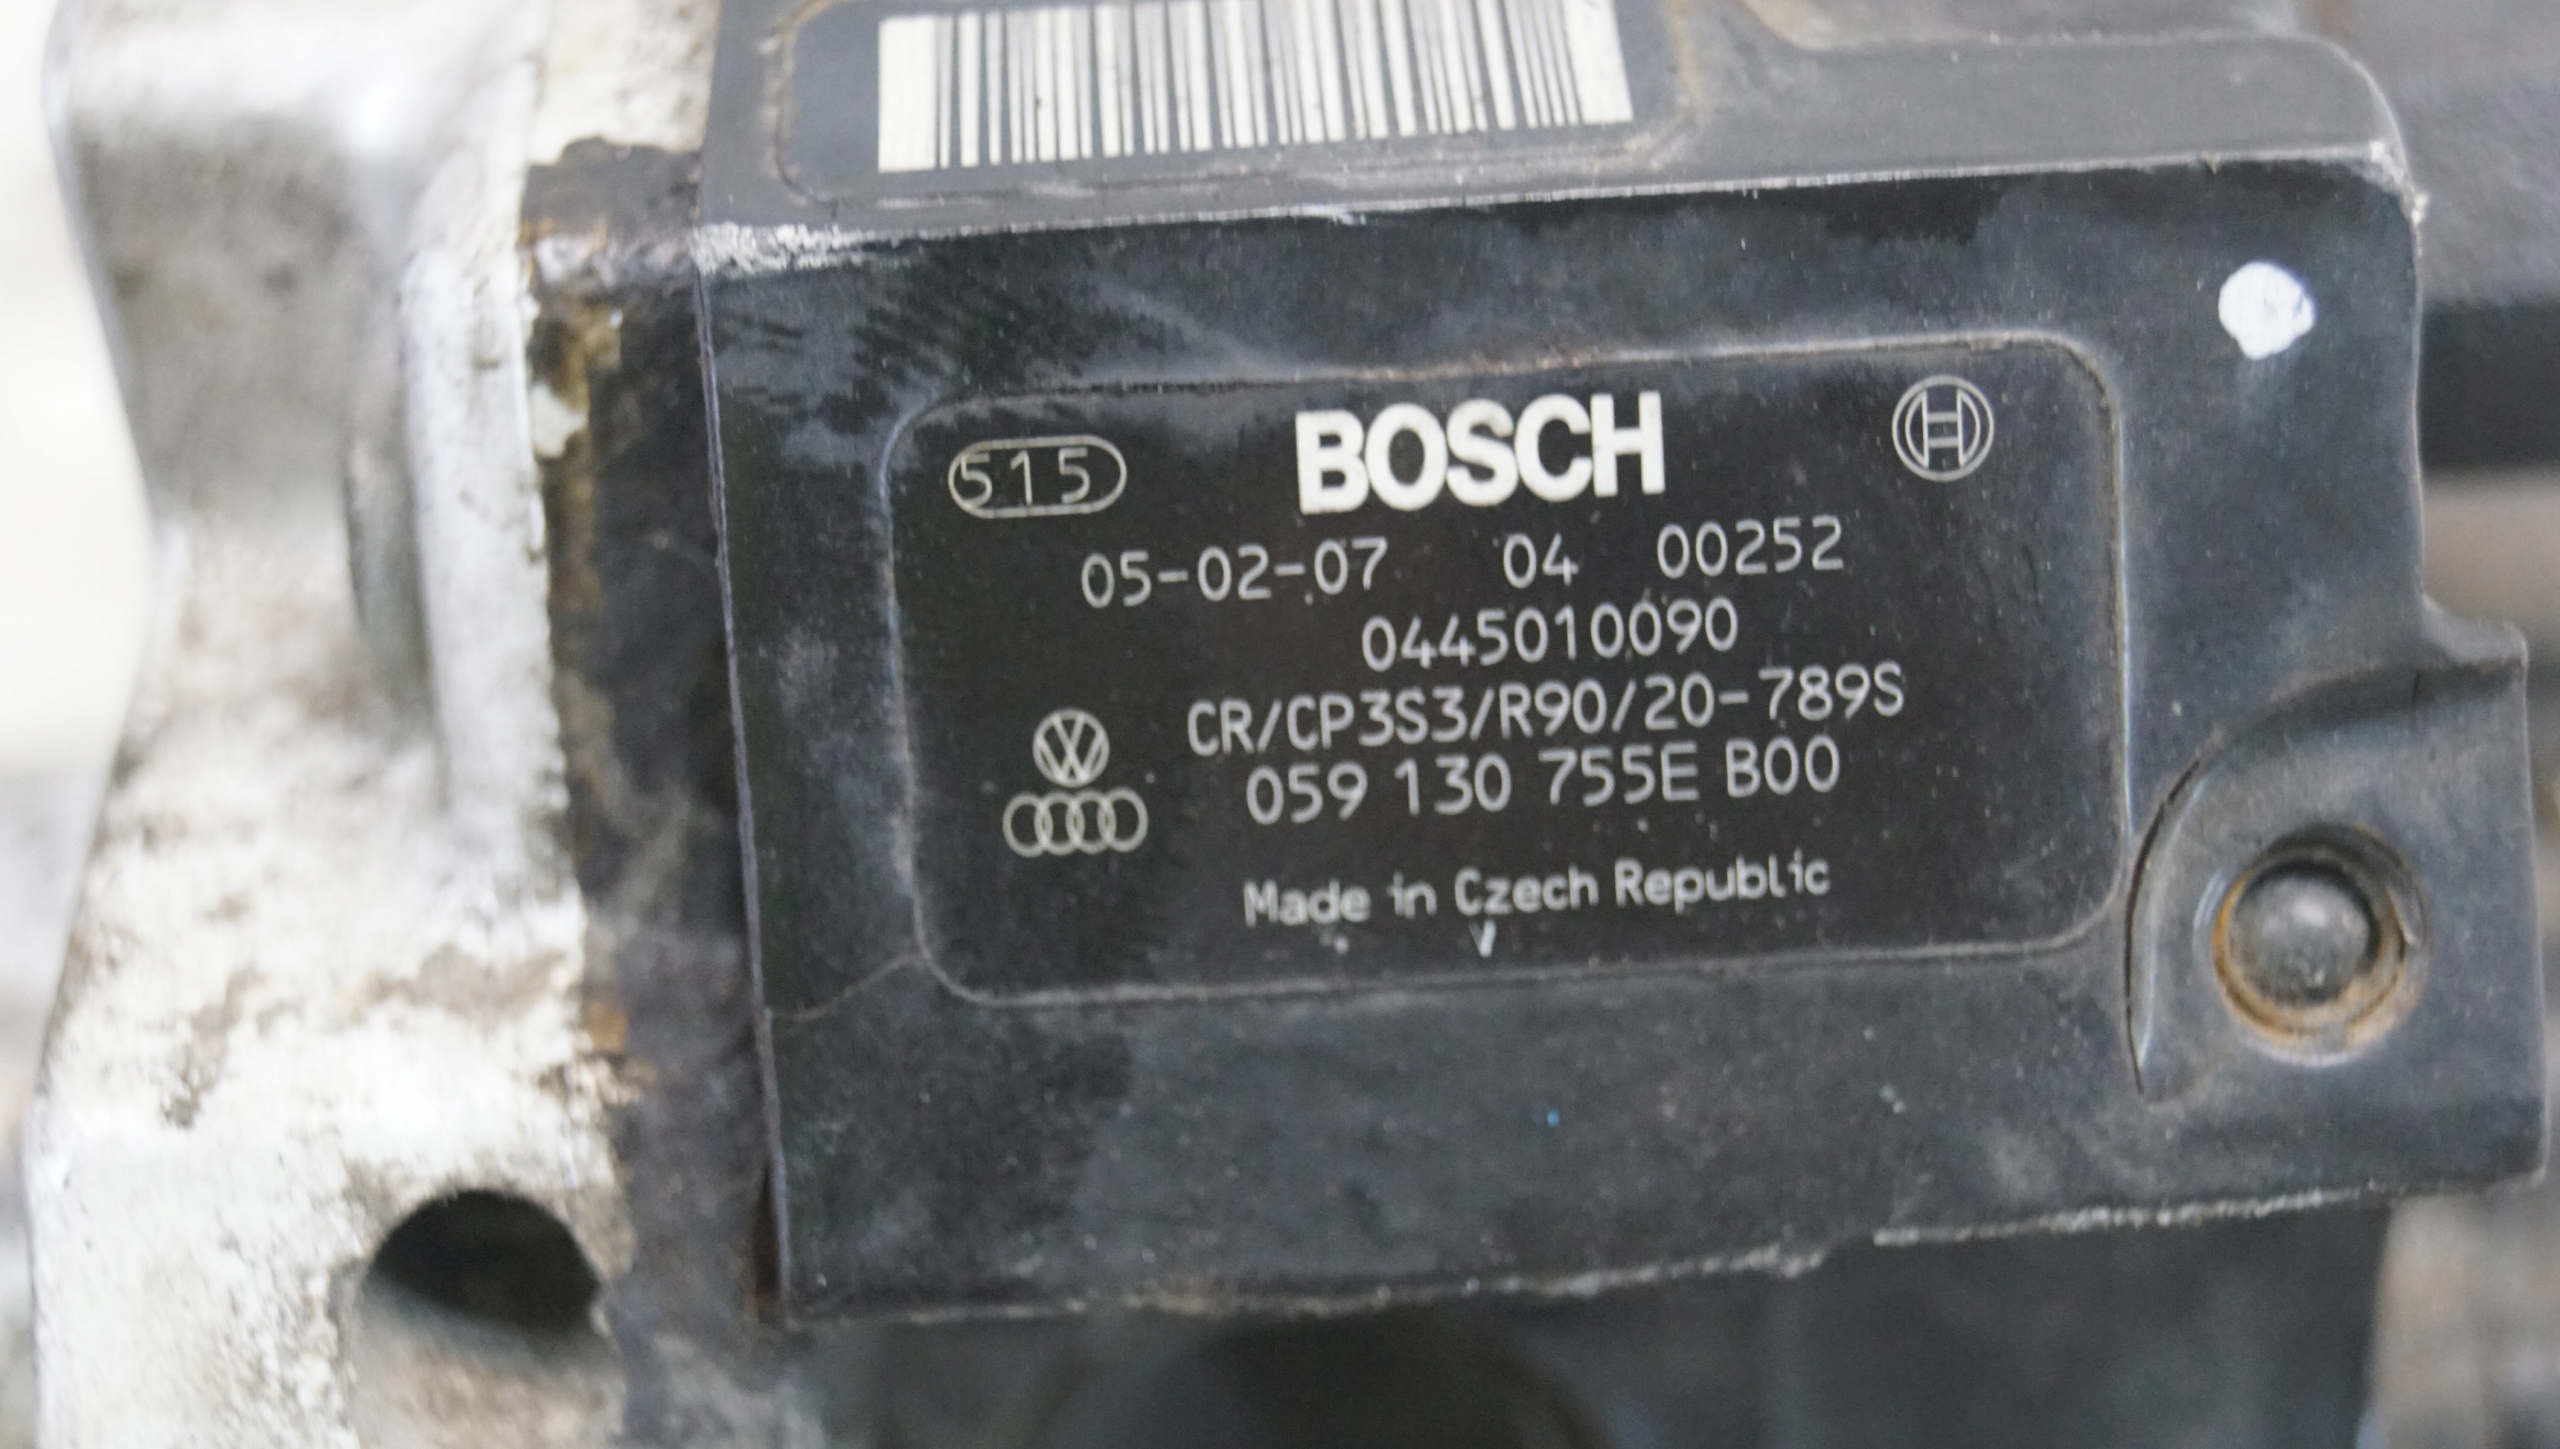 515 BOSCH
05-02-07 04 00252
0445010090
CR/CP3S3/R90/20-789S
059 130 755E B00
Made in Czech Republic